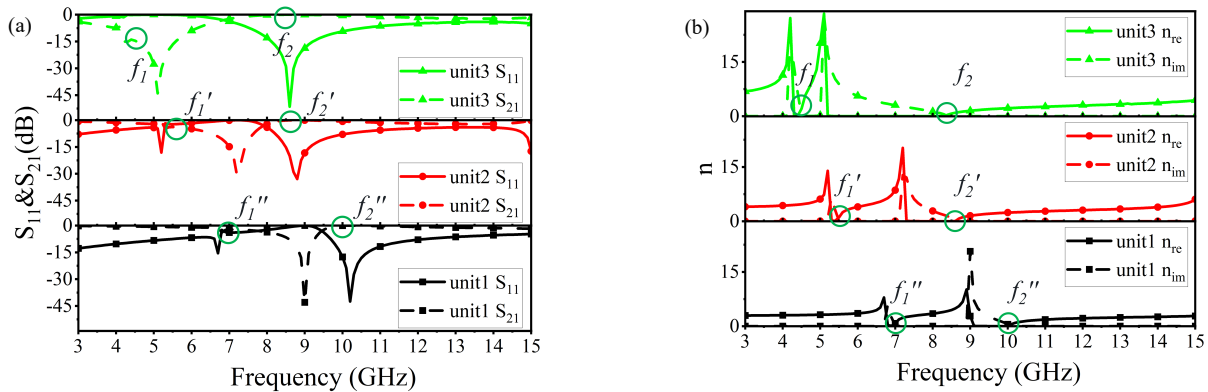 (a)
0
-15
-30
-45
f₁
f₂
unit3 S₁₁
unit3 S₂₁
0
-15
-30
-45
f₁'
f₂'
unit2 S₁₁
unit2 S₂₁
0
-15
-30
-45
f₁''
f₂''
unit1 S₁₁
unit1 S₂₁
S₁₁&S₂₁(dB)
3 4 5 6 7 8 9 10 11 12 13 14 15
Frequency (GHz)
(b)
30
15
0
f₁
f₂
unit3 nᵣₑ
unit3 nᵢₘ
15
0
f₁'
f₂'
unit2 nᵣₑ
unit2 nᵢₘ
15
0
f₁''
f₂''
unit1 nᵣₑ
unit1 nᵢₘ
n
3 4 5 6 7 8 9 10 11 12 13 14 15
Frequency (GHz)